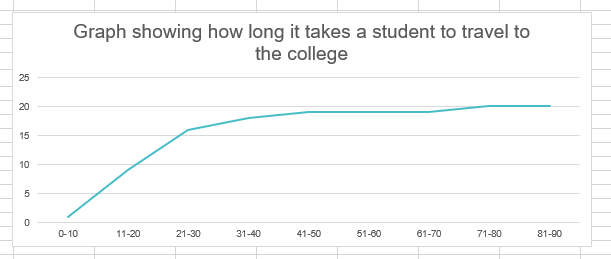 Graph showing how long it takes a student to travel to
the college
25
20
15
10
5
0
0-10 11-20 21-30 31-40 41-50 51-60 61-70 71-80 81-90